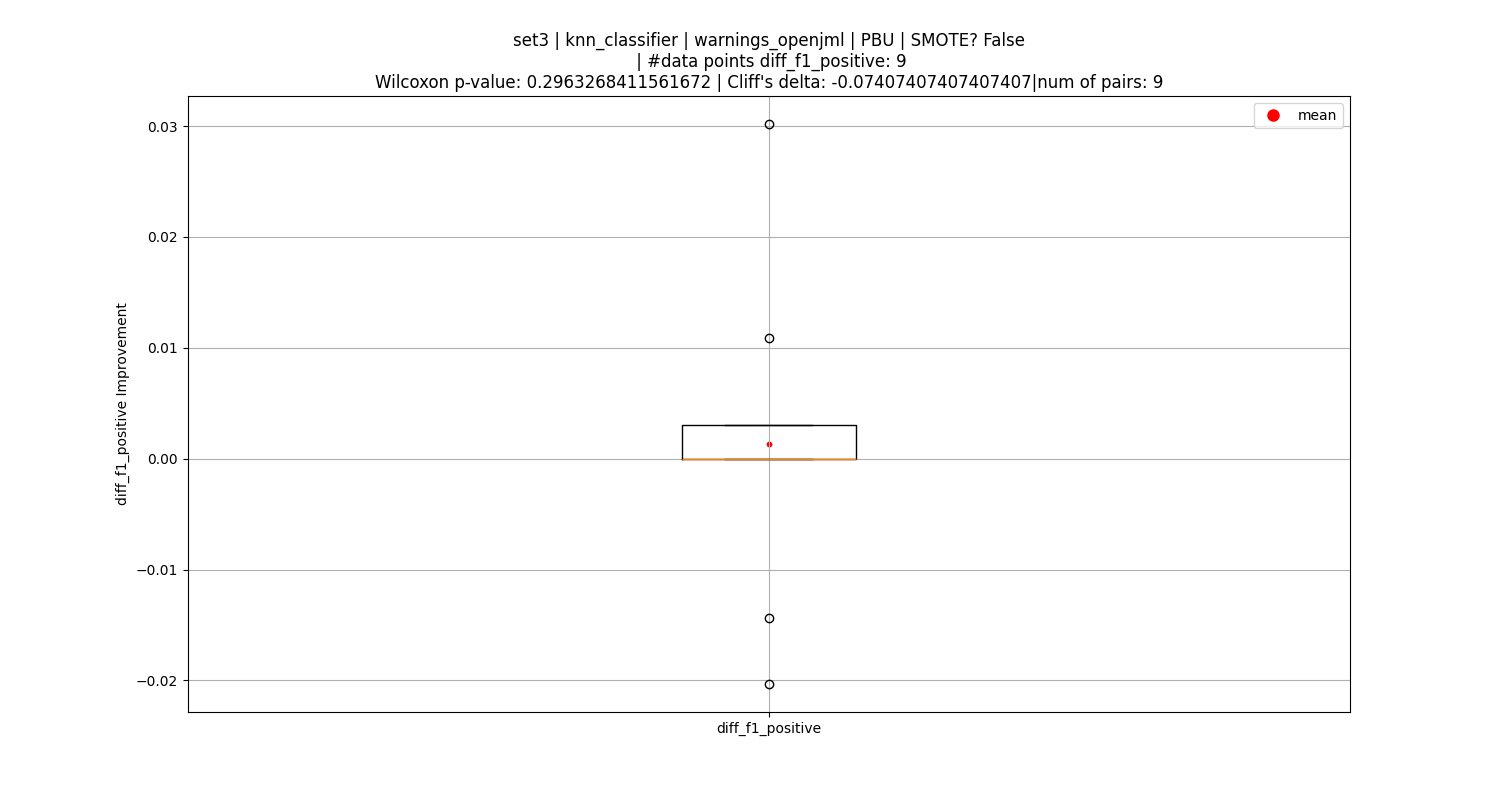 set3 | knn_classifier | warnings_openjml | PBU | SMOTE? False
| #data points diff_f1_positive: 9
Wilcoxon p-value: 0.2963268411561672 | Cliff's delta: -0.07407407407407407|num of pairs: 9
mean
0.03
0.02
0.01
0.00
−0.01
−0.02
diff_f1_positive Improvement
diff_f1_positive